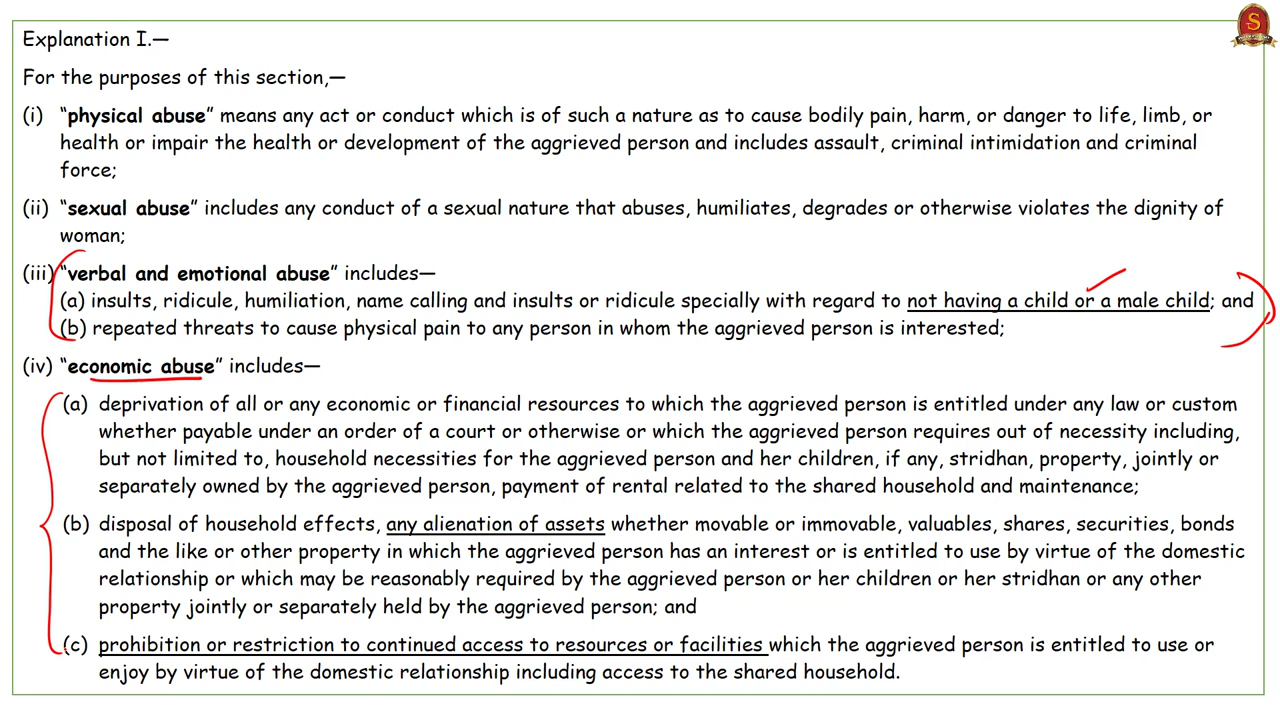 Explanation I.—
For the purposes of this section,—
(i) "physical abuse" means any act or conduct which is of such a nature as to cause bodily pain, harm, or danger to life, limb, or
health or impair the health or development of the aggrieved person and includes assault, criminal intimidation and criminal
force;
(ii) "sexual abuse" includes any conduct of a sexual nature that abuses, humiliates, degrades or otherwise violates the dignity of
woman;
(iii) "verbal and emotional abuse" includes—
(a) insults, ridicule, humiliation, name calling and insults or ridicule specially with regard to not having a child or a male child; and
(b) repeated threats to cause physical pain to any person in whom the aggrieved person is interested;
(iv) "economic abuse" includes—
(a) deprivation of all or any economic or financial resources to which the aggrieved person is entitled under any law or custom
whether payable under an order of a court or otherwise or which the aggrieved person requires out of necessity including,
but not limited to, household necessities for the aggrieved person and her children, if any, stridhan, property, jointly or
separately owned by the aggrieved person, payment of rental related to the shared household and maintenance;
(b) disposal of household effects, any alienation of assets whether movable or immovable, valuables, shares, securities, bonds
and the like or other property in which the aggrieved person has an interest or is entitled to use by virtue of the domestic
relationship or which may be reasonably required by the aggrieved person or her children or her stridhan or any other
property jointly or separately held by the aggrieved person; and
(c) prohibition or restriction to continued access to resources or facilities which the aggrieved person is entitled to use or
enjoy by virtue of the domestic relationship including access to the shared household.
S